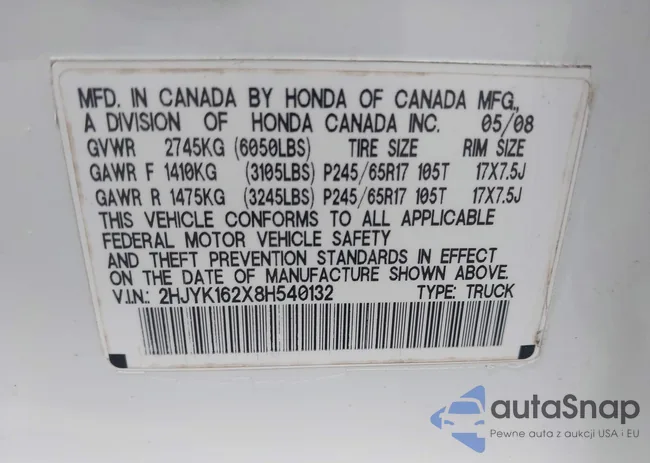 MFD. IN CANADA BY HONDA OF CANADA MFG.,
A DIVISION OF HONDA CANADA INC. 05/08
GVWR 2745KG (6050LBS) TIRE SIZE RIM SIZE
GAWR F 1410KG (3105LBS) P245/65R17 105T 17X7.5J
GAWR R 1475KG (3245LBS) P245/65R17 105T 17X7.5J
THIS VEHICLE CONFORMS TO ALL APPLICABLE
FEDERAL MOTOR VEHICLE SAFETY
AND THEFT PREVENTION STANDARDS IN EFFECT
ON THE DATE OF MANUFACTURE SHOWN ABOVE.
V.I.N.: 2HJYK162X8H540132 TYPE: TRUCK
autaSnap
Pewne auta z aukcji USA i EU